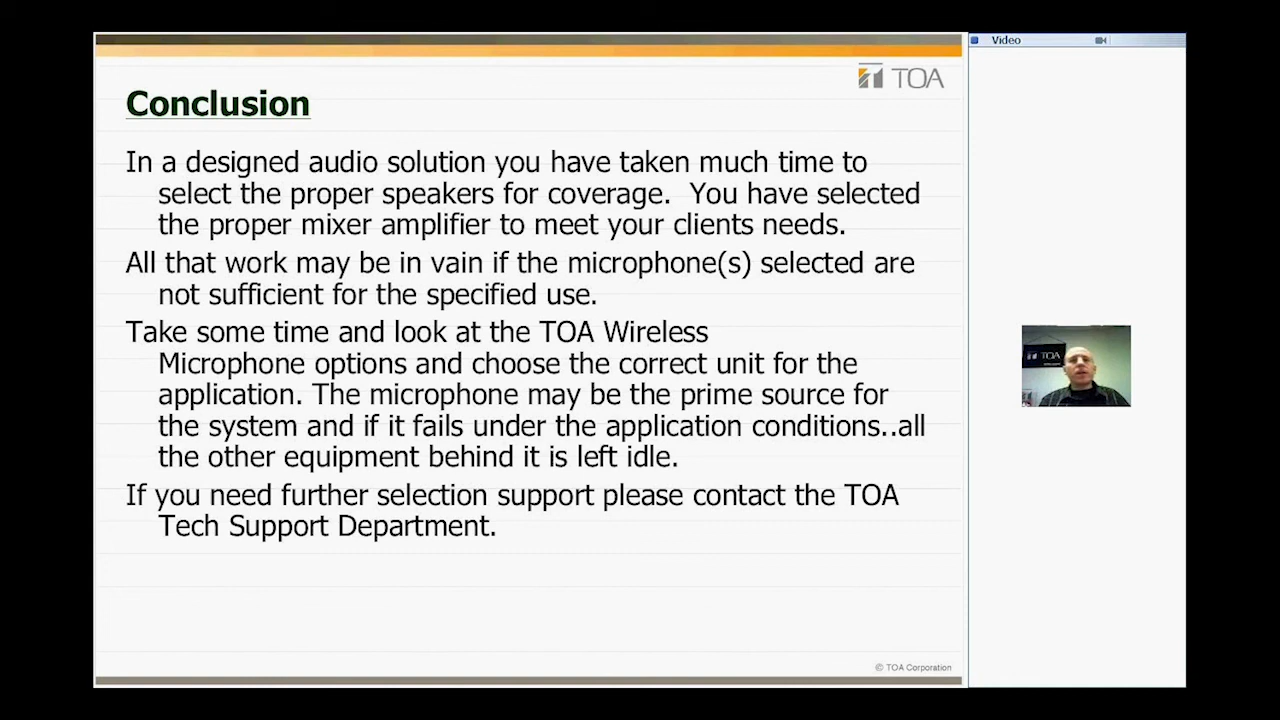 Video
TOA
Conclusion
In a designed audio solution you have taken much time to
select the proper speakers for coverage.  You have selected
the proper mixer amplifier to meet your clients needs.
All that work may be in vain if the microphone(s) selected are
not sufficient for the specified use.
Take some time and look at the TOA Wireless
Microphone options and choose the correct unit for the
application. The microphone may be the prime source for
the system and if it fails under the application conditions..all
the other equipment behind it is left idle.
If you need further selection support please contact the TOA
Tech Support Department.
TOA
© TOA Corporation